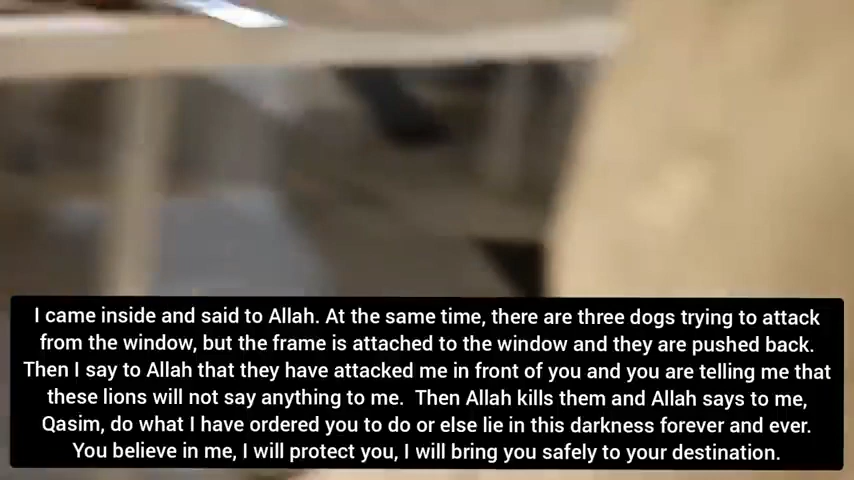 I came inside and said to Allah. At the same time, there are three dogs trying to attack
from the window, but the frame is attached to the window and they are pushed back.
Then I say to Allah that they have attacked me in front of you and you are telling me that
these lions will not say anything to me. Then Allah kills them and Allah says to me,
Qasim, do what I have ordered you to do or else lie in this darkness forever and ever.
You believe in me, I will protect you, I will bring you safely to your destination.